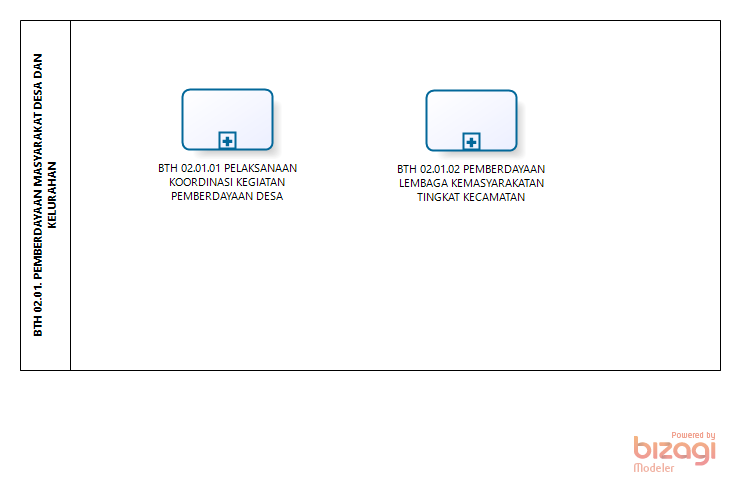 BTH 02.01. PEMBERDAYAAN MASYARAKAT DESA DAN
KELURAHAN
BTH 02.01.01 PELAKSANAAN
KOORDINASI KEGIATAN
PEMBERDAYAAN DESA
BTH 02.01.02 PEMBERDAYAAN
LEMBAGA KEMASYARAKATAN
TINGKAT KECAMATAN
Powered by
bizagi
Modeler